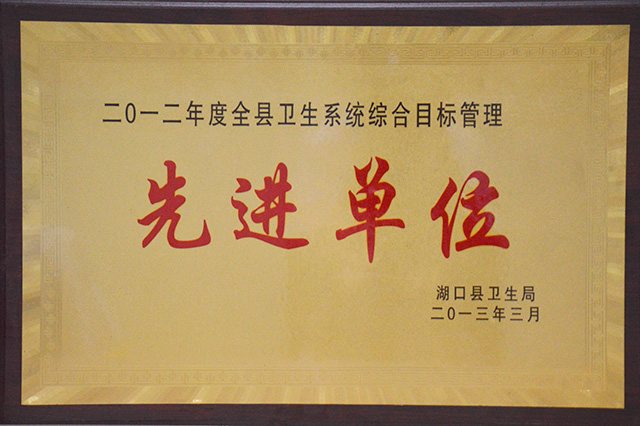 二〇一二年度全县卫生系统综合目标管理
先进单位
湖口县卫生局
二〇一三年三月